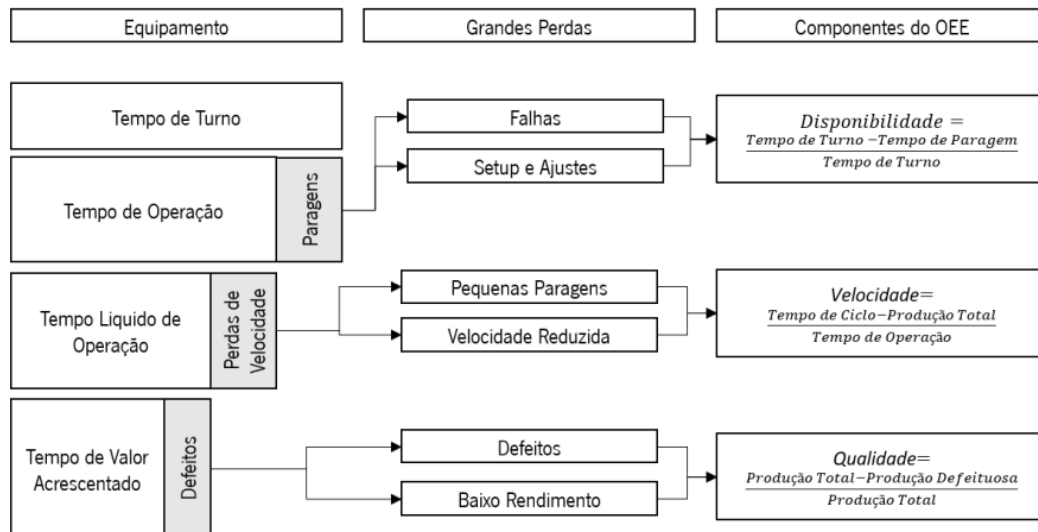 Equipamento
Grandes Perdas
Componentes do OEE
Tempo de Turno
Falhas
Setup e Ajustes
Disponibilidade =
Tempo de Turno −Tempo de Paragem
Tempo de Turno
Tempo de Operação
Paragens
Tempo Liquido de
Operação
Perdas de
Velocidade
Pequenas Paragens
Velocidade Reduzida
Velocidade=
Tempo de Ciclo−Produção Total
Tempo de Operação
Tempo de Valor
Acrescentado
Defeitos
Defeitos
Baixo Rendimento
Qualidade=
Produção Total−Produção Defeituosa
Produção Total